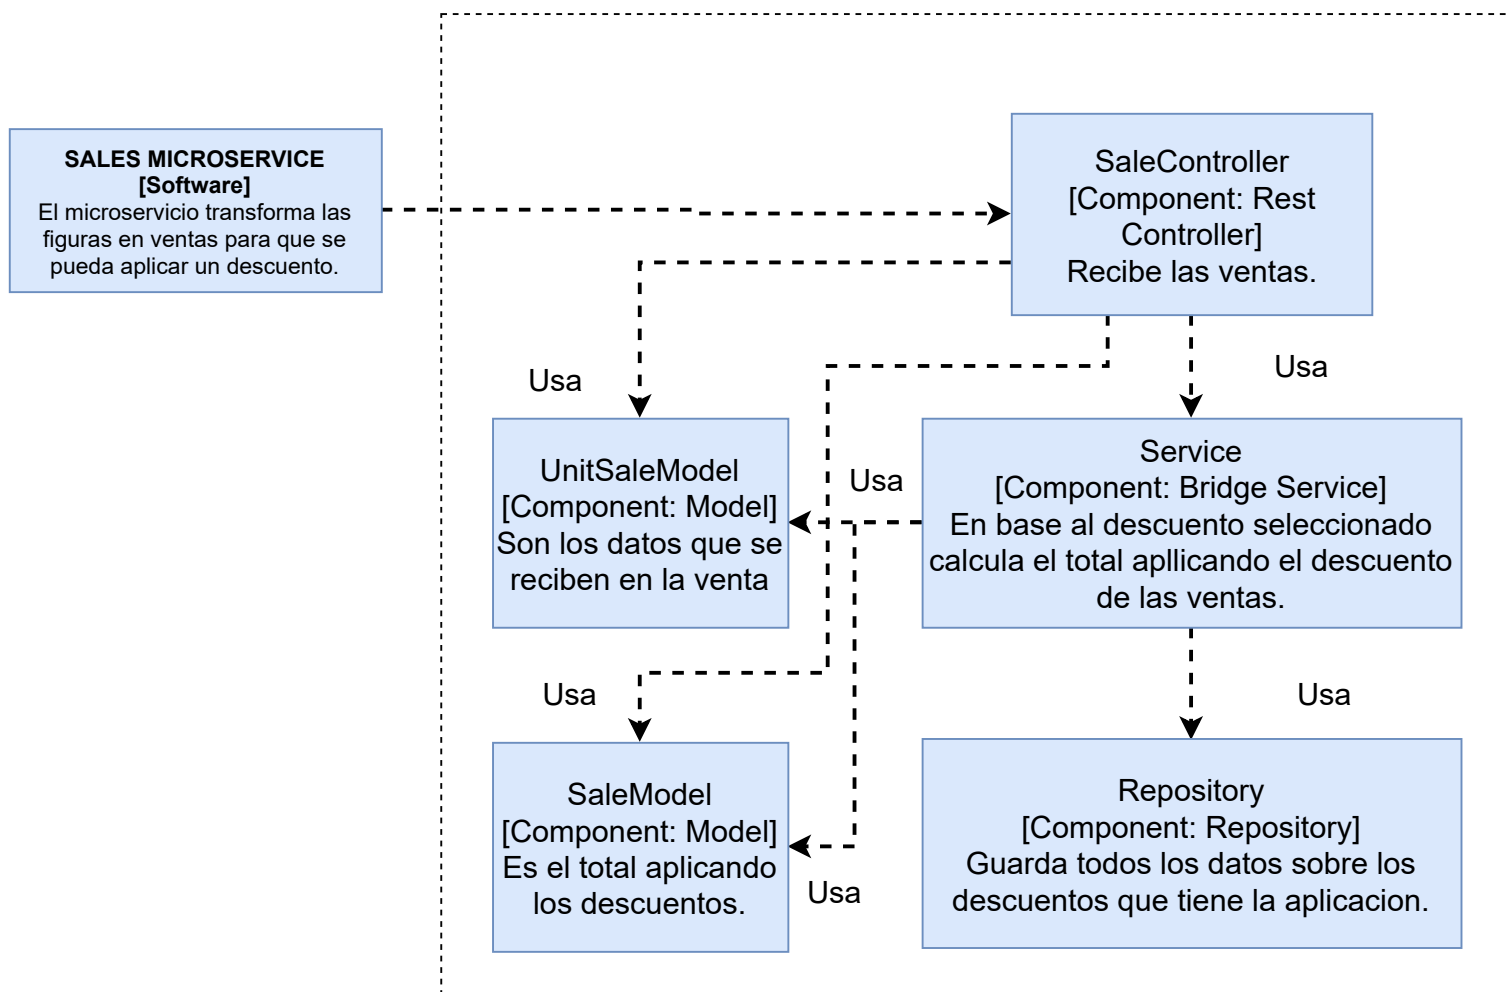 SALES MICROSERVICE
[Software]
El microservicio transforma las
figuras en ventas para que se
pueda aplicar un descuento.
SaleController
[Component: Rest
Controller]
Recibe las ventas.
Usa
Usa
UnitSaleModel
[Component: Model]
Son los datos que se
reciben en la venta
Usa
Service
[Component: Bridge Service]
En base al descuento seleccionado
calcula el total apllicando el descuento
de las ventas.
Usa
Usa
SaleModel
[Component: Model]
Es el total aplicando
los descuentos.
Usa
Repository
[Component: Repository]
Guarda todos los datos sobre los
descuentos que tiene la aplicacion.